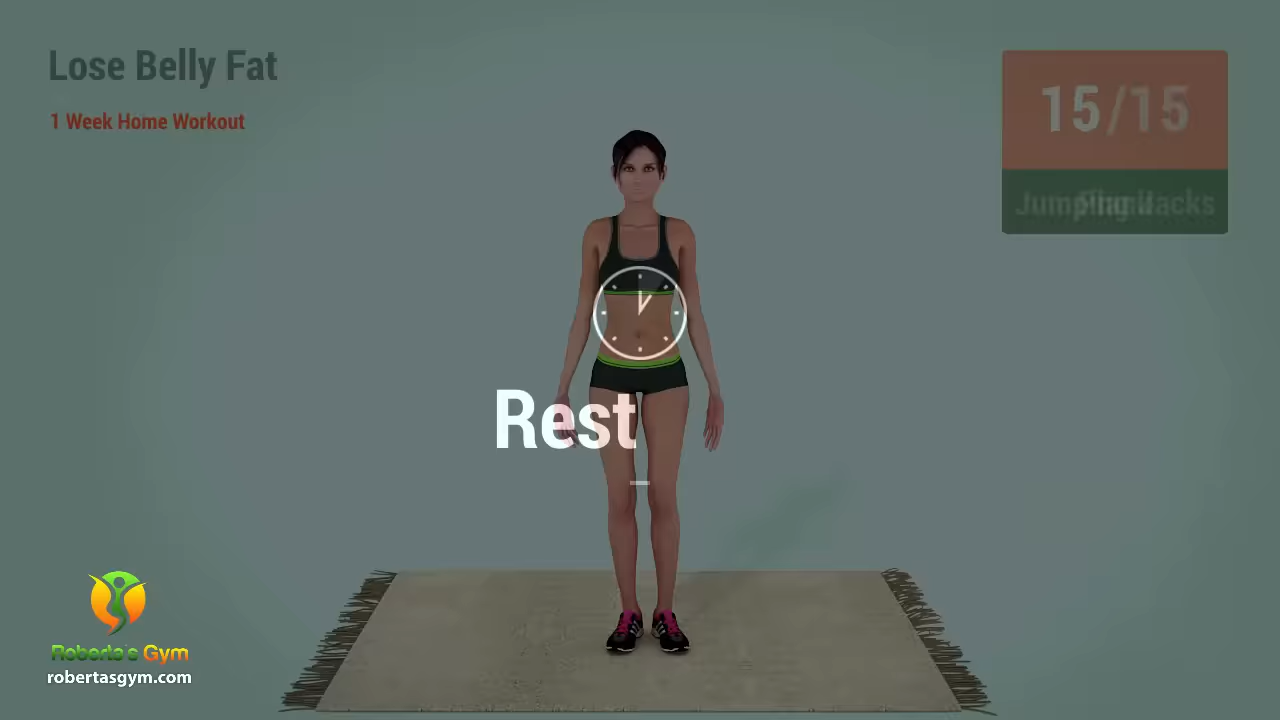 Lose Belly Fat
1 Week Home Workout
15/15
Rest
Roberta's Gym
robertasgym.com